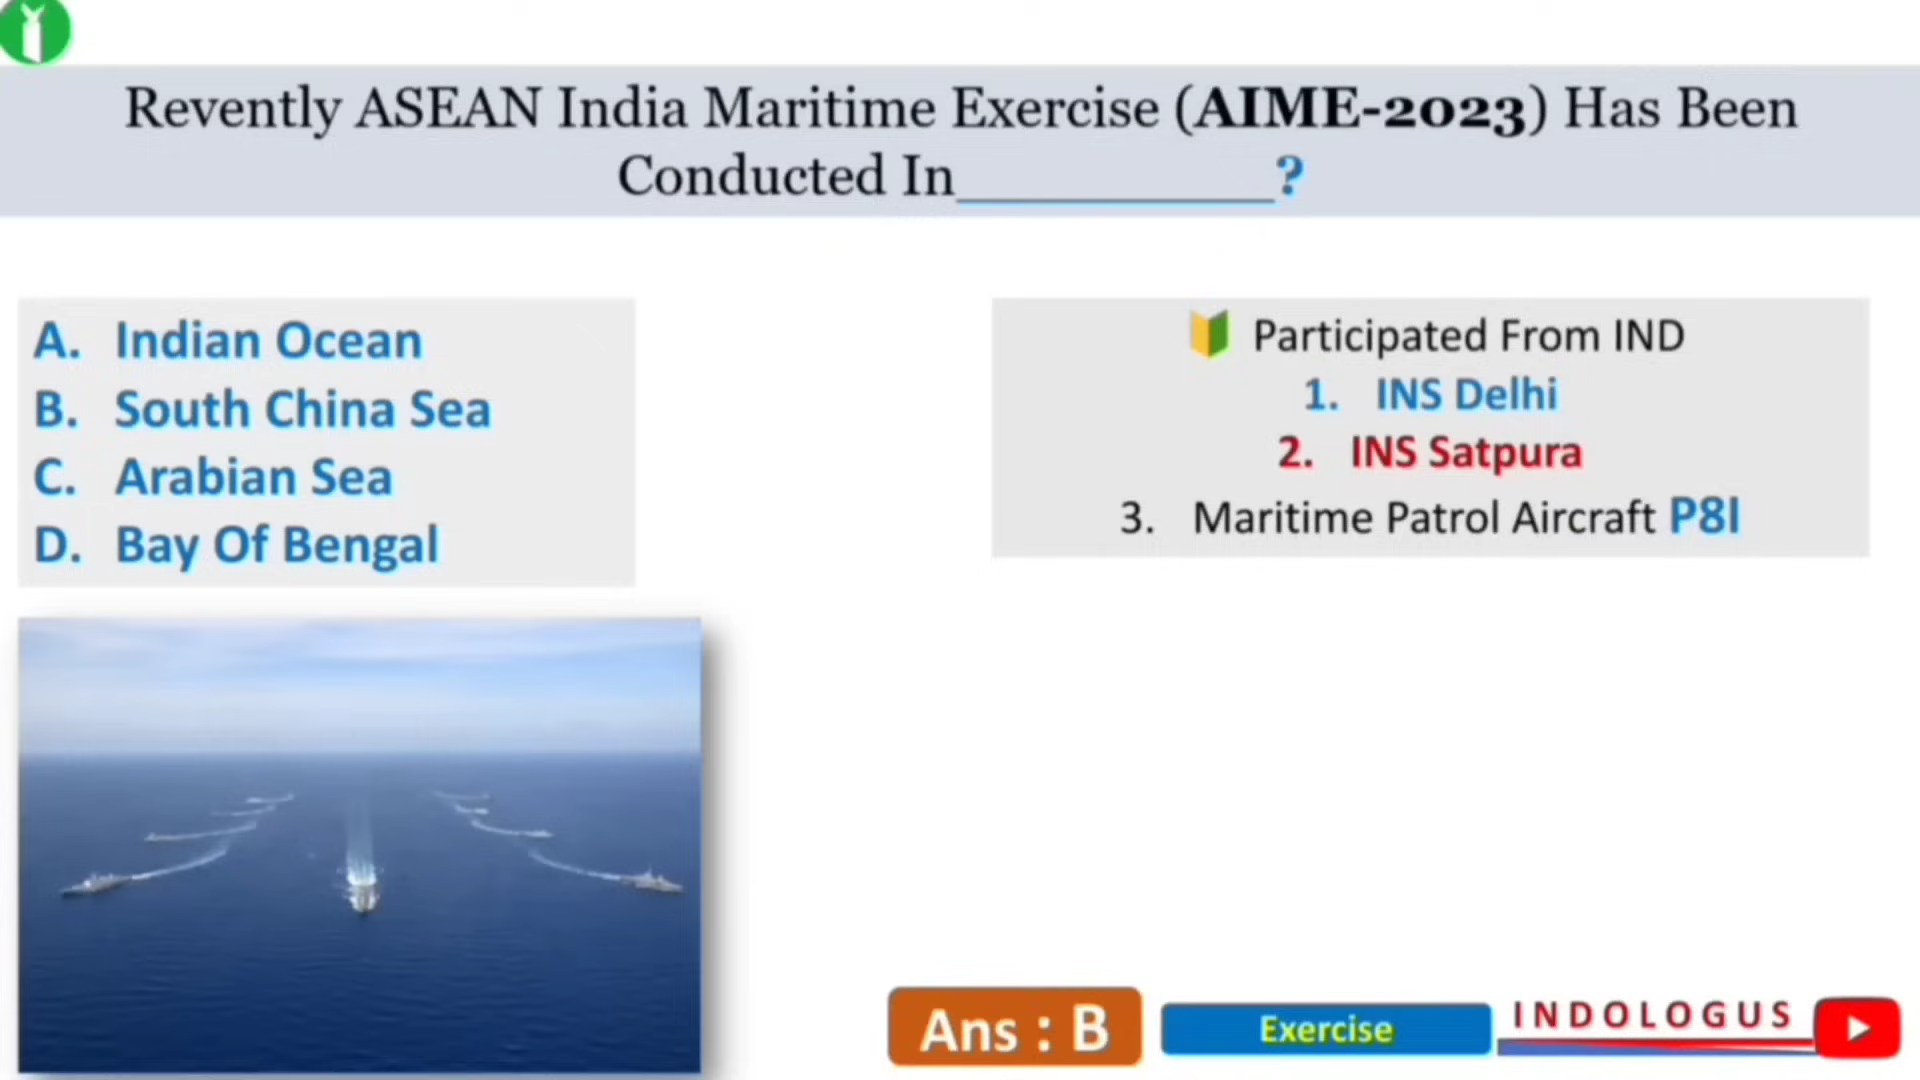 Revently ASEAN India Maritime Exercise (AIME-2023) Has Been
Conducted In____________?
A. Indian Ocean
B. South China Sea
C. Arabian Sea
D. Bay Of Bengal
Participated From IND
1. INS Delhi
2. INS Satpura
3. Maritime Patrol Aircraft P8I
Ans : B
Exercise
INDOLOGUS